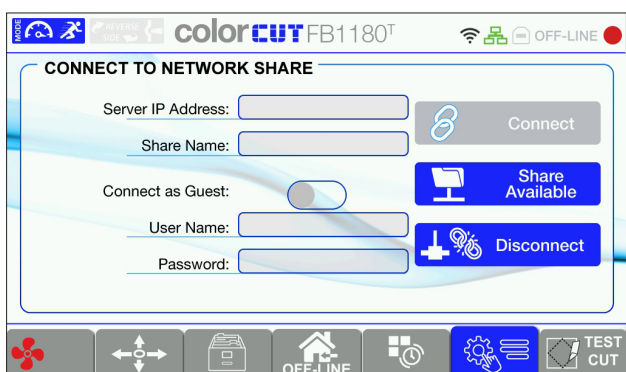 MODE
REVERSE SIDE
colorcut FB1180T
OFF-LINE
CONNECT TO NETWORK SHARE
Server IP Address:
Connect
Share Name:
Share
Available
Connect as Guest:
User Name:
Disconnect
Password:
OFF-LINE
TEST
CUT